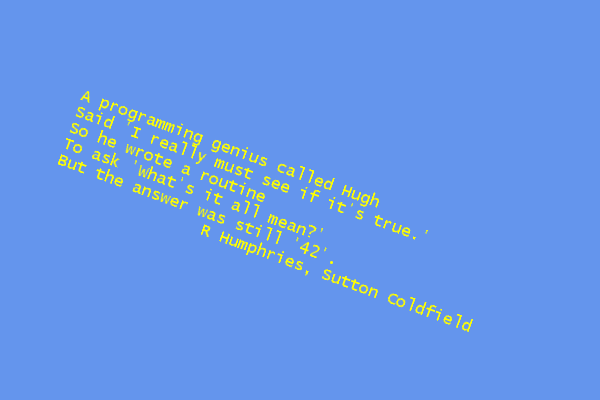 A programming genius called Hugh
Said 'I really must see if it's true.'
So he wrote a routine
To ask 'What's it all mean?'
But the answer was still '42'.
R Humphries, Sutton Coldfield